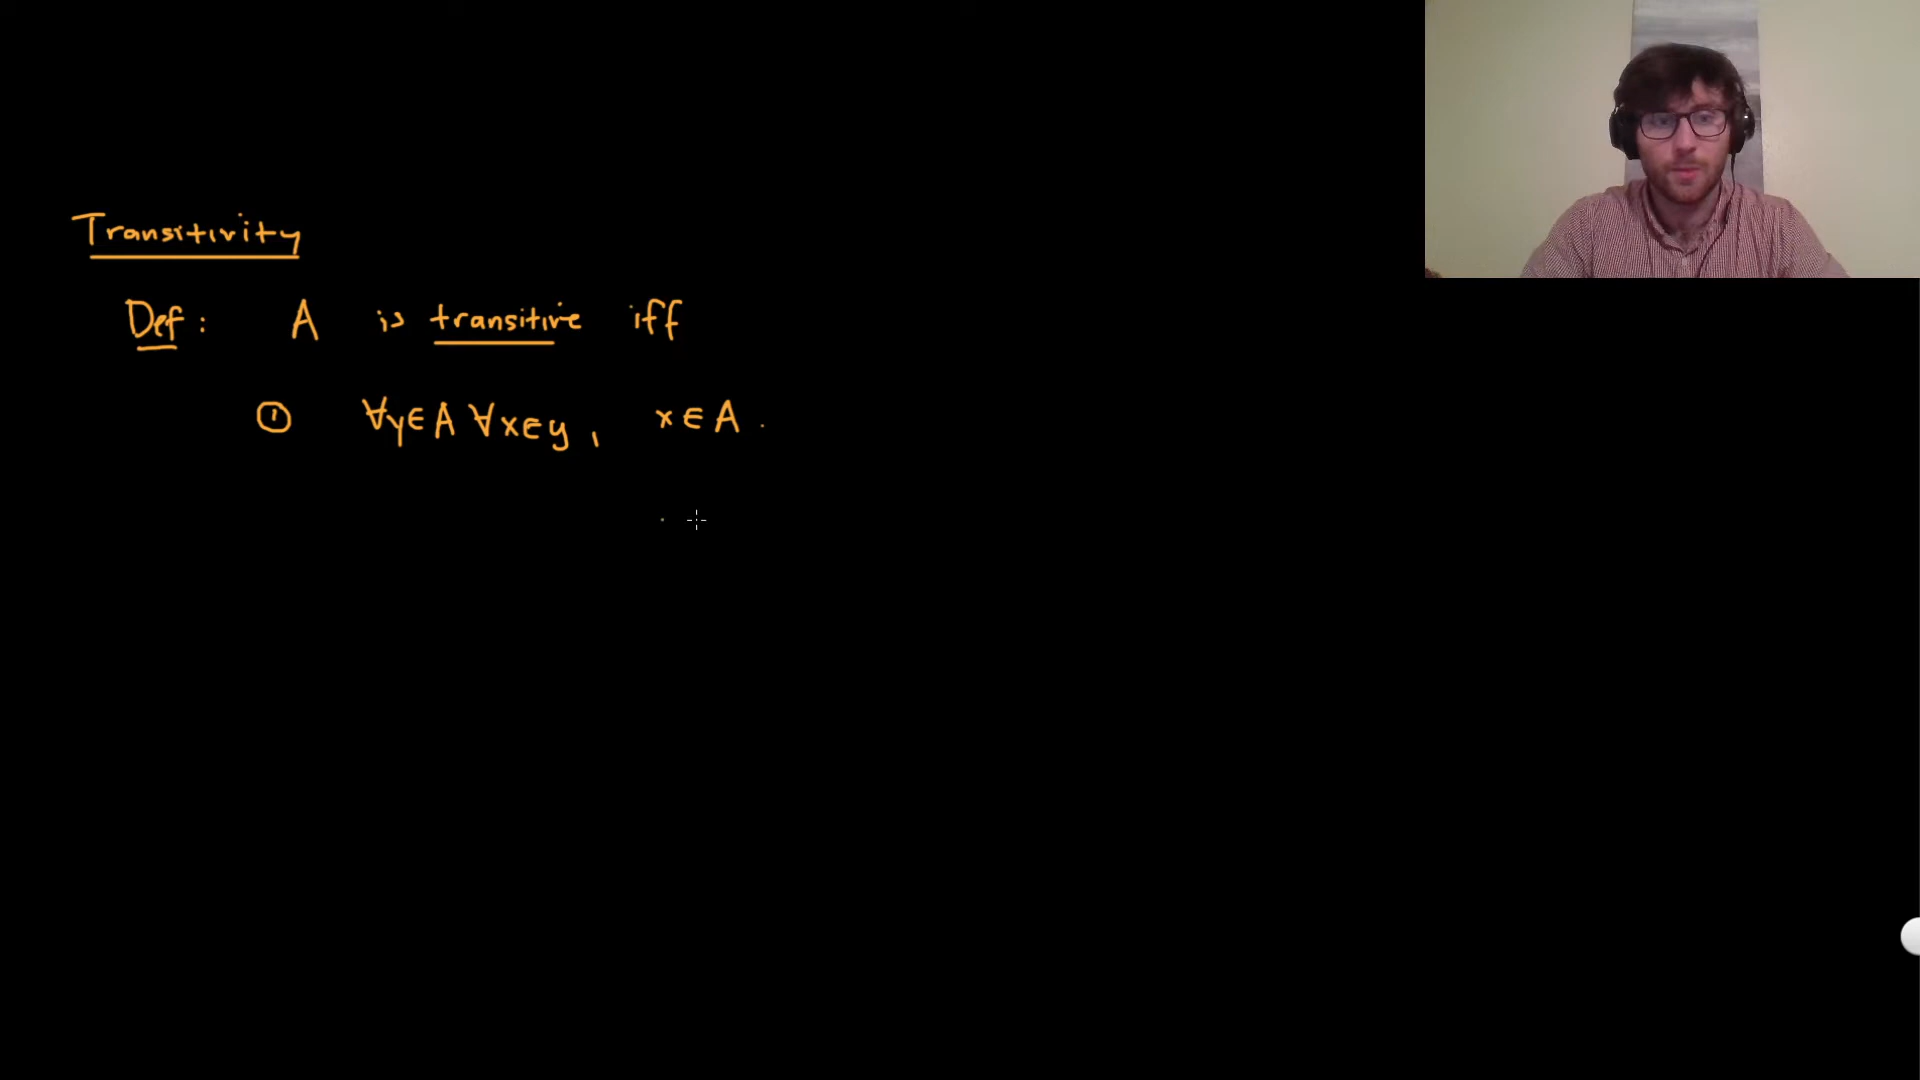 Transitivity
Def: A is transitive iff
① ∀y∈A ∀x∈y, x∈A.